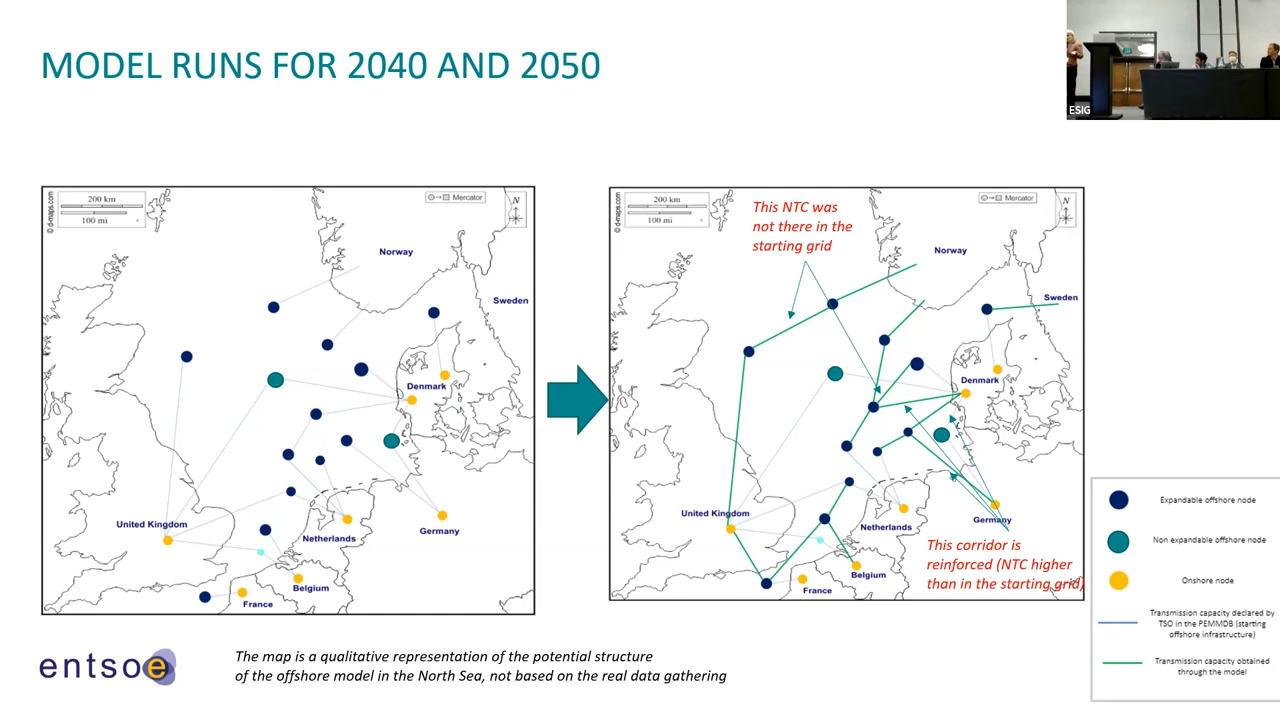 MODEL RUNS FOR 2040 AND 2050
ESIG
© d-maps.com
200 km
100 mi
Mercator
N
Norway
Sweden
Denmark
United Kingdom
Netherlands
Germany
Belgium
France
© d-maps.com
200 km
100 mi
Mercator
N
This NTC was
not there in the
starting grid
Norway
Sweden
Denmark
United Kingdom
Netherlands
Germany
Belgium
France
This corridor is
reinforced (NTC higher
than in the starting grid)
Expandable offshore node
Non expandable offshore node
Onshore node
Transmission capacity declared by
TSO in the PEMMDB (starting
offshore infrastructure)
Transmission capacity obtained
through the model
entsoe
The map is a qualitative representation of the potential structure
of the offshore model in the North Sea, not based on the real data gathering